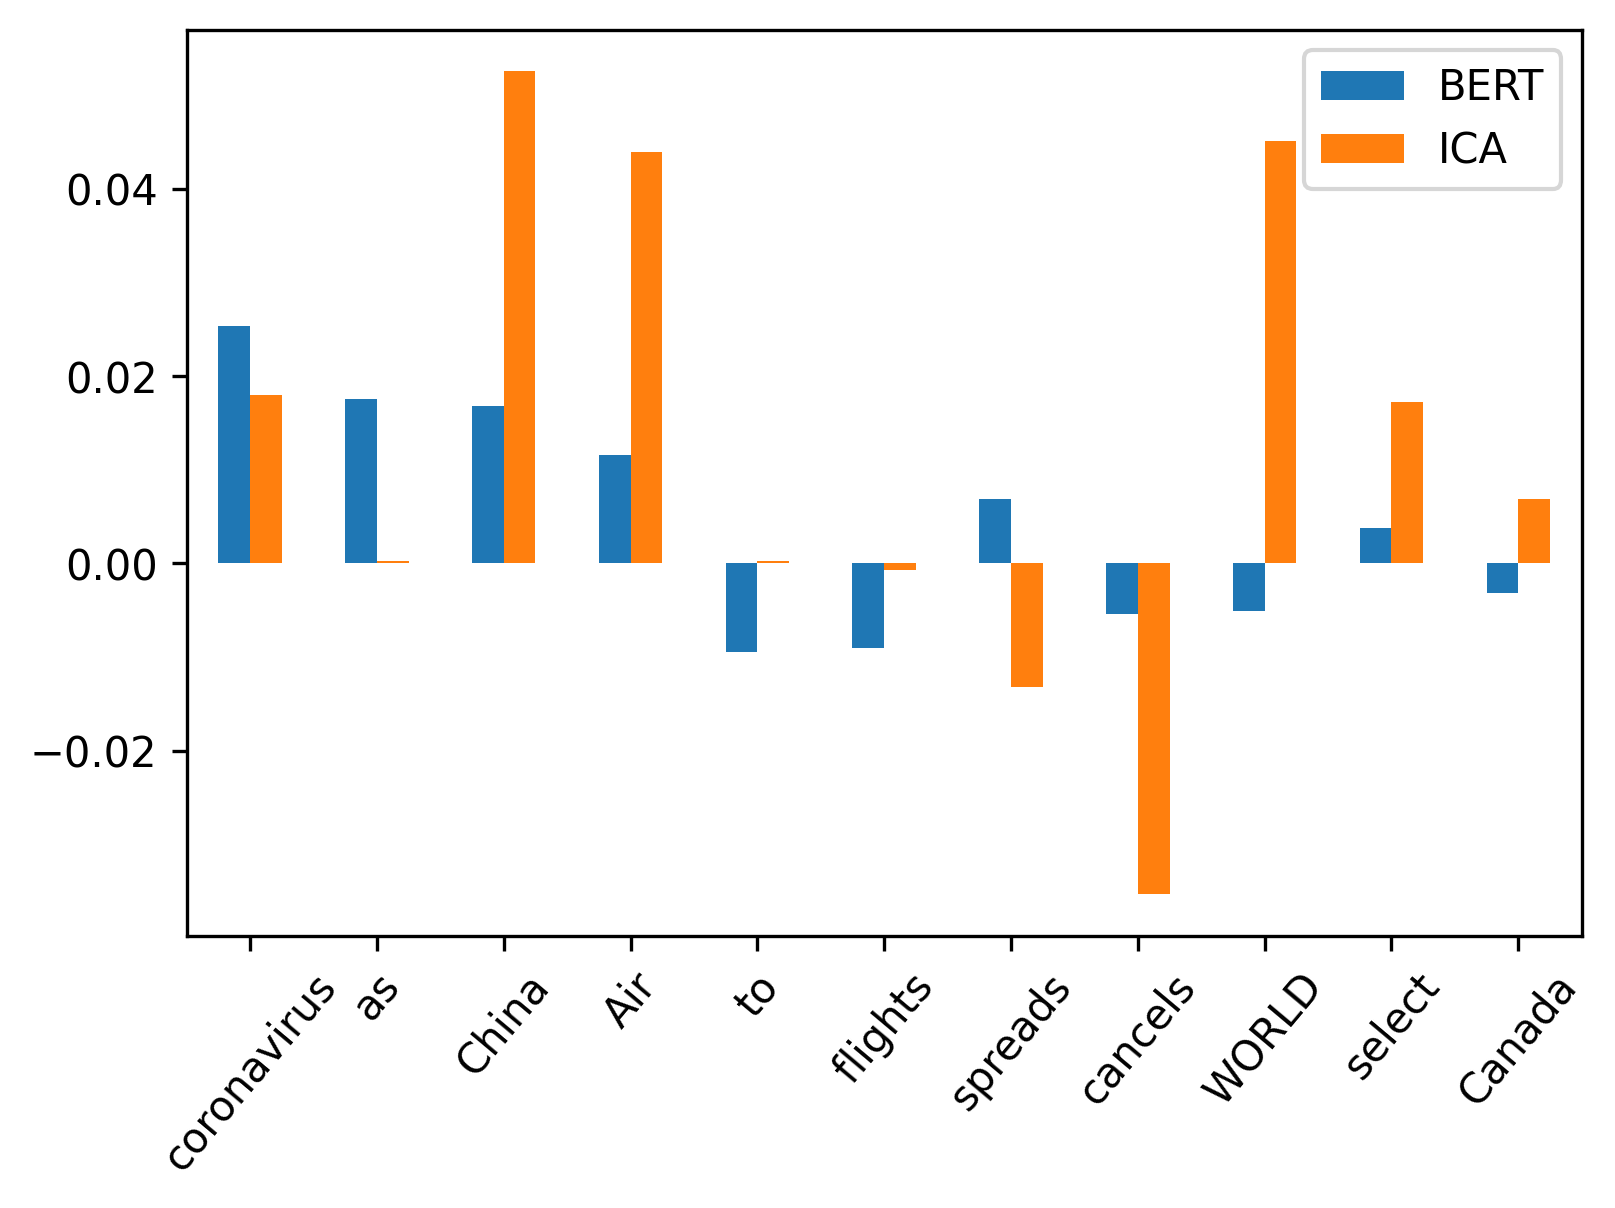 BERT
ICA
0.04
0.02
0.00
−0.02
coronavirus
as
China
Air
to
flights
spreads
cancels
WORLD
select
Canada